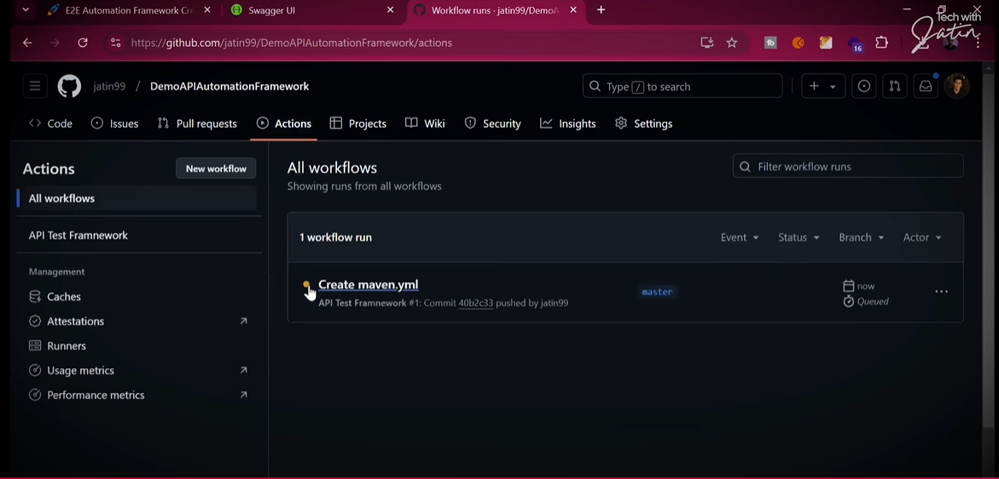 E2E Automation Framework Cre
Swagger UI
Workflow runs · jatin99/DemoA
Tech with
Jatin
https://github.com/jatin99/DemoAPIAutomationFramework/actions
16
jatin99 / DemoAPIAutomationFramework
Type / to search
Code
Issues
Pull requests
Actions
Projects
Wiki
Security
Insights
Settings
Actions
New workflow
All workflows
API Test Framnework
Management
Caches
Attestations
Runners
Usage metrics
Performance metrics
All workflows
Showing runs from all workflows
Filter workflow runs
1 workflow run
Event
Status
Branch
Actor
Create maven.yml
API Test Framnework #1: Commit 40b2c33 pushed by jatin99
master
now
Queued